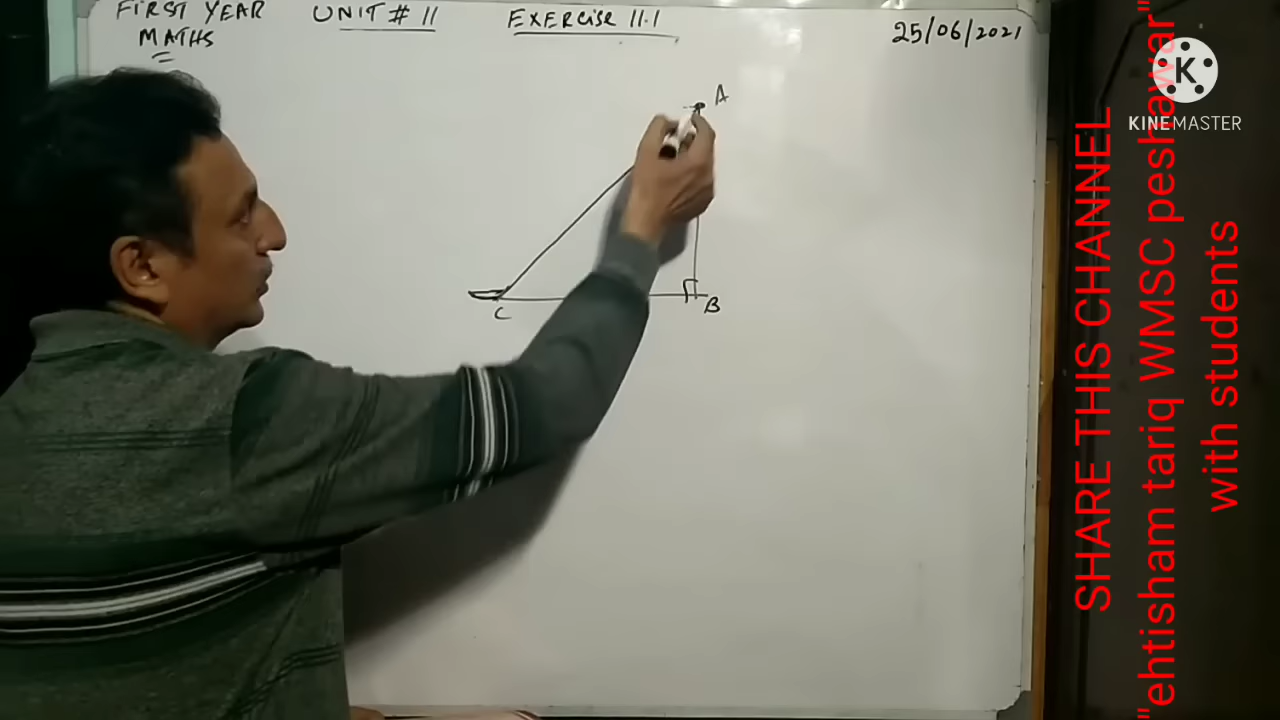 FIRST YEAR UNIT # 11 EXERCISE 11.1
MATHS
25/06/2021
A
B
C
K
KINEMASTER
SHARE THIS CHANNEL
"ehtisham tariq WMSC peshawar"
with students